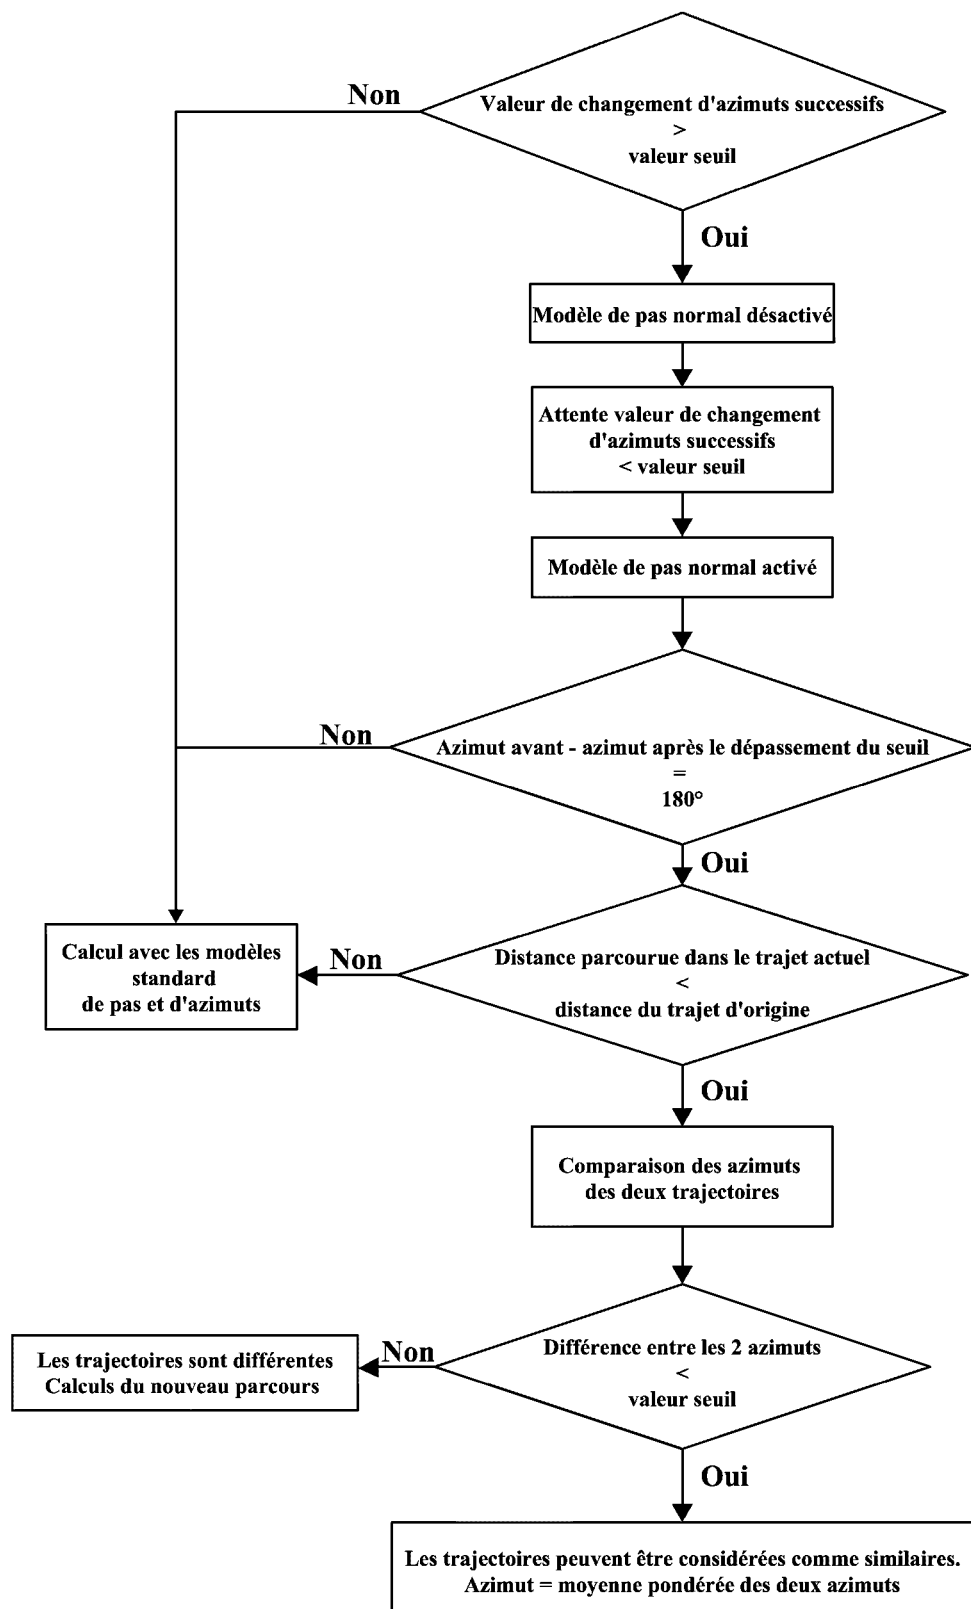 Valeur de changement d'azimuts successifs
>
valeur seuil
Non
Oui
Modèle de pas normal désactivé
Attente valeur de changement
d'azimuts successifs
< valeur seuil
Modèle de pas normal activé
Azimut avant - azimut après le dépassement du seuil
=
180°
Non
Oui
Distance parcourue dans le trajet actuel
<
distance du trajet d'origine
Non
Calcul avec les modèles
standard
de pas et d'azimuts
Oui
Comparaison des azimuts
des deux trajectoires
Différence entre les 2 azimuts
<
valeur seuil
Non
Les trajectoires sont différentes
Calculs du nouveau parcours
Oui
Les trajectoires peuvent être considérées comme similaires.
Azimut = moyenne pondérée des deux azimuts